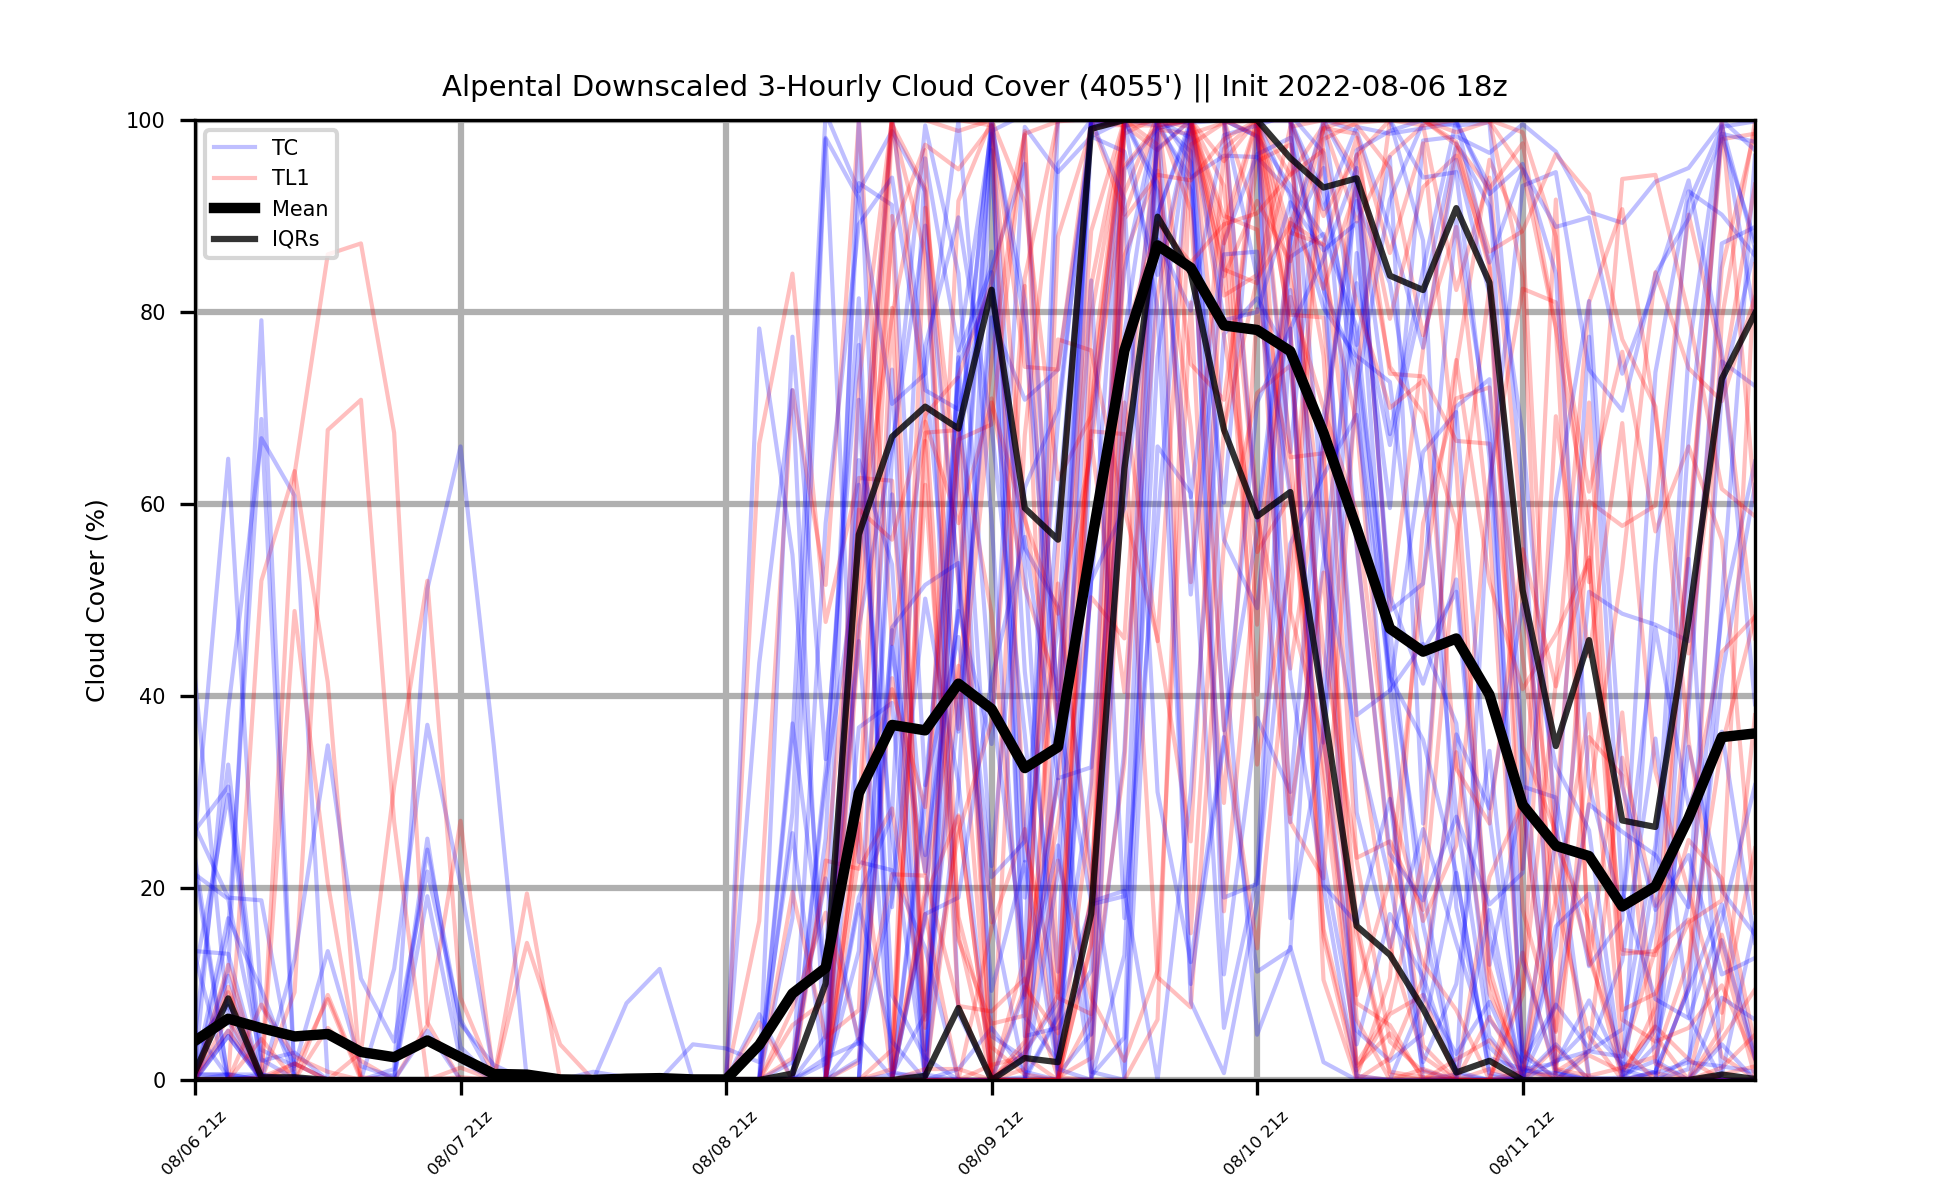 Alpental Downscaled 3-Hourly Cloud Cover (4055') || Init 2022-08-06 18z
100
80
60
40
20
0
Cloud Cover (%)
TC
TL1
Mean
IQRs
08/06 21z
08/07 21z
08/08 21z
08/09 21z
08/10 21z
08/11 21z